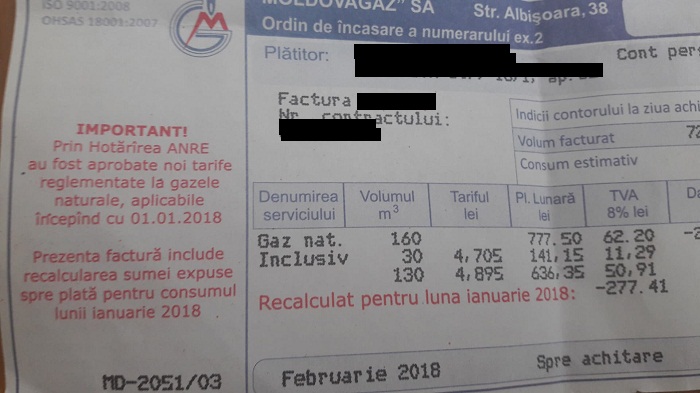 ISO 9001:2008
OHSAS 18001:2007
IMPORTANT!
Prin Hotărîrea ANRE
au fost aprobate noi tarife
reglementate la gazele
naturale, aplicabile
începînd cu 01.01.2018
Prezenta factură include
recalcularea sumei expuse
spre plată pentru consumul
lunii ianuarie 2018
MD-2051/03
MOLDOVAGAZ" SA Str. Albişoara, 38
Ordin de încasare a numerarului ex.2
Plătitor: Cont pers
Factura
Nr. contractului:
Indicii contorului la ziua achi
Volum facturat 72
Consum estimativ
Denumirea serviciului Volumul m³ Tariful lei Pl. Lunară lei TVA 8% lei Da
Gaz nat. 160 777.50 62.20 -2
Inclusiv 30 4,705 141,15 11,29
130 4,895 636,35 50,91
Recalculat pentru luna ianuarie 2018: -277.41
Februarie 2018 Spre achitare